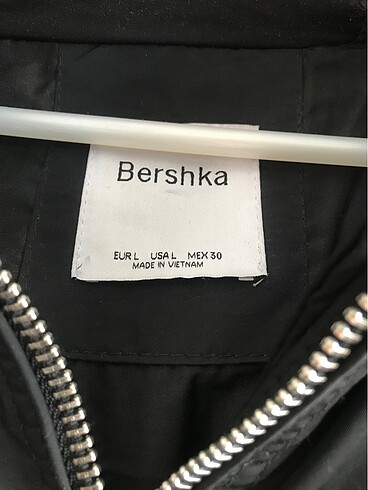 Bershka
EUR L USA L MEX 30
MADE IN VIETNAM